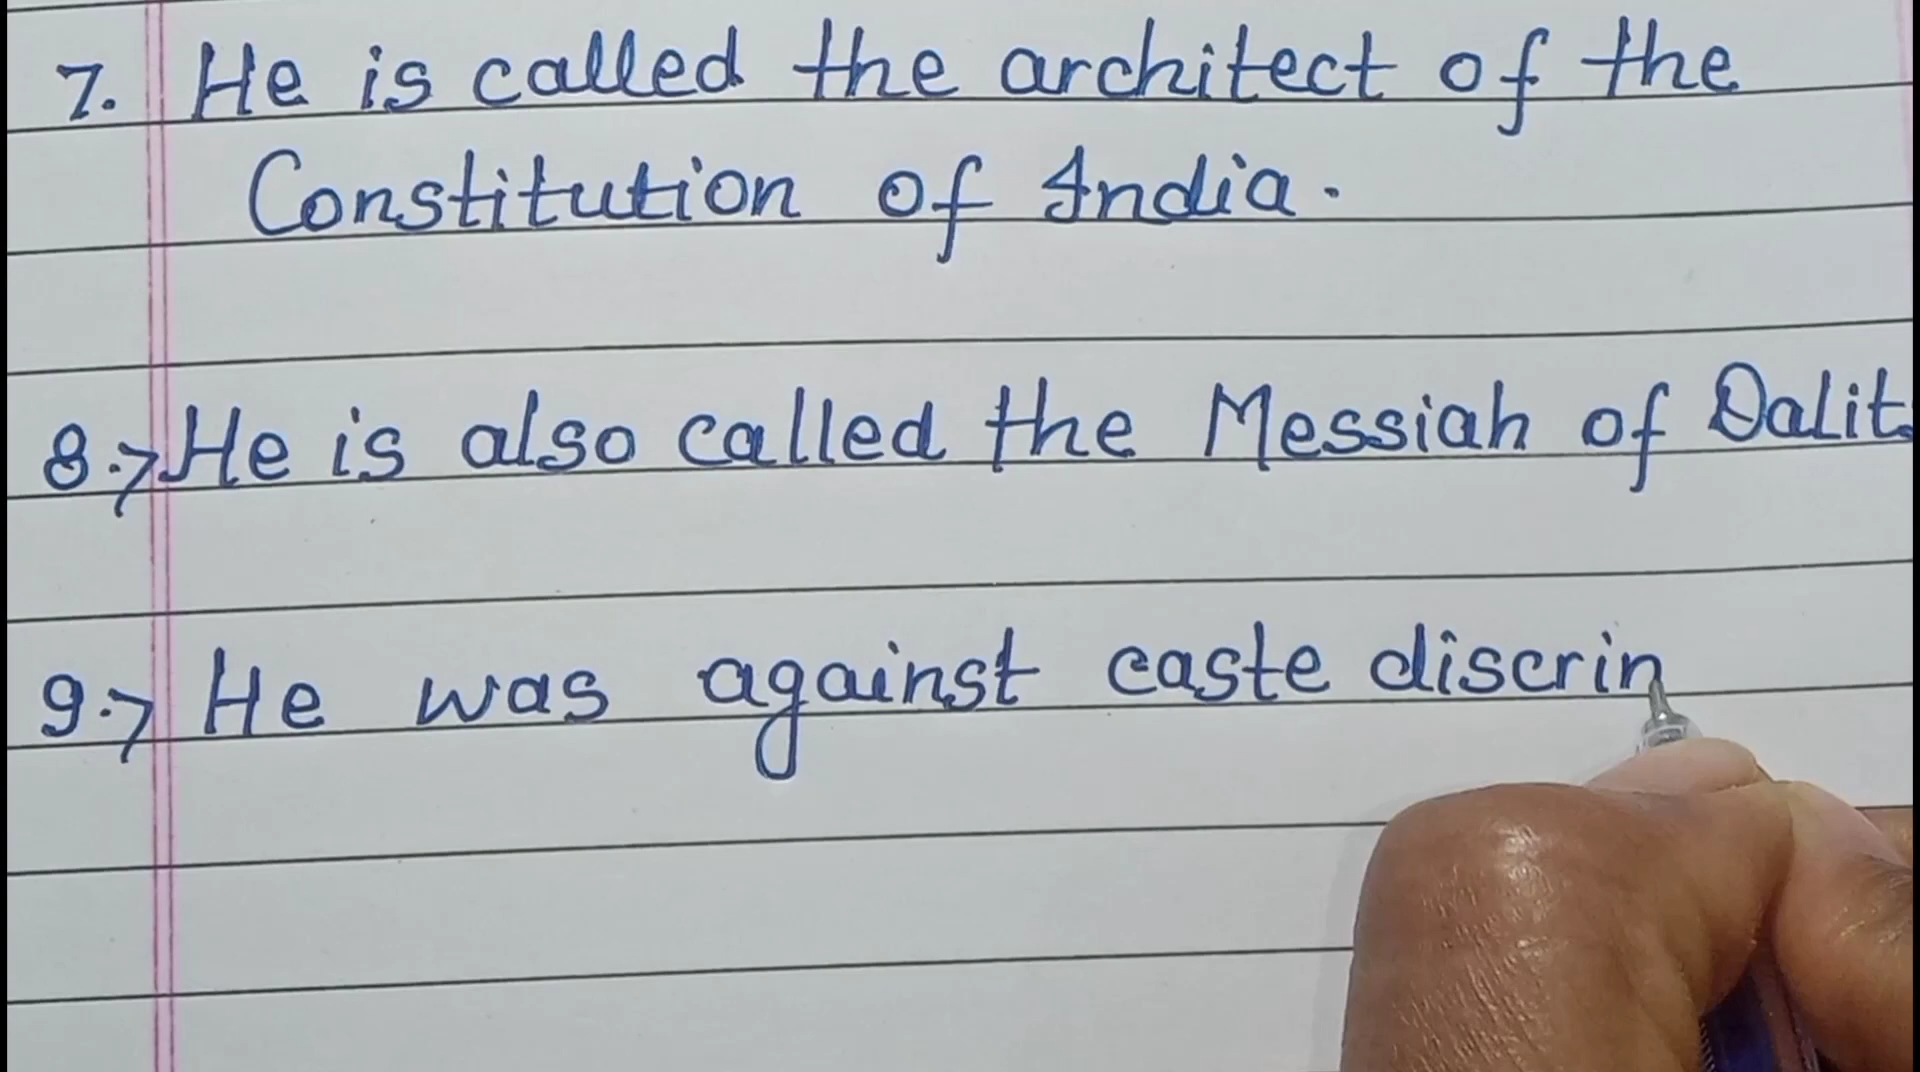 7. He is called the architect of the
Constitution of India.
8.→ He is also called the Messiah of Dalit.
9.→ He was against caste discrin